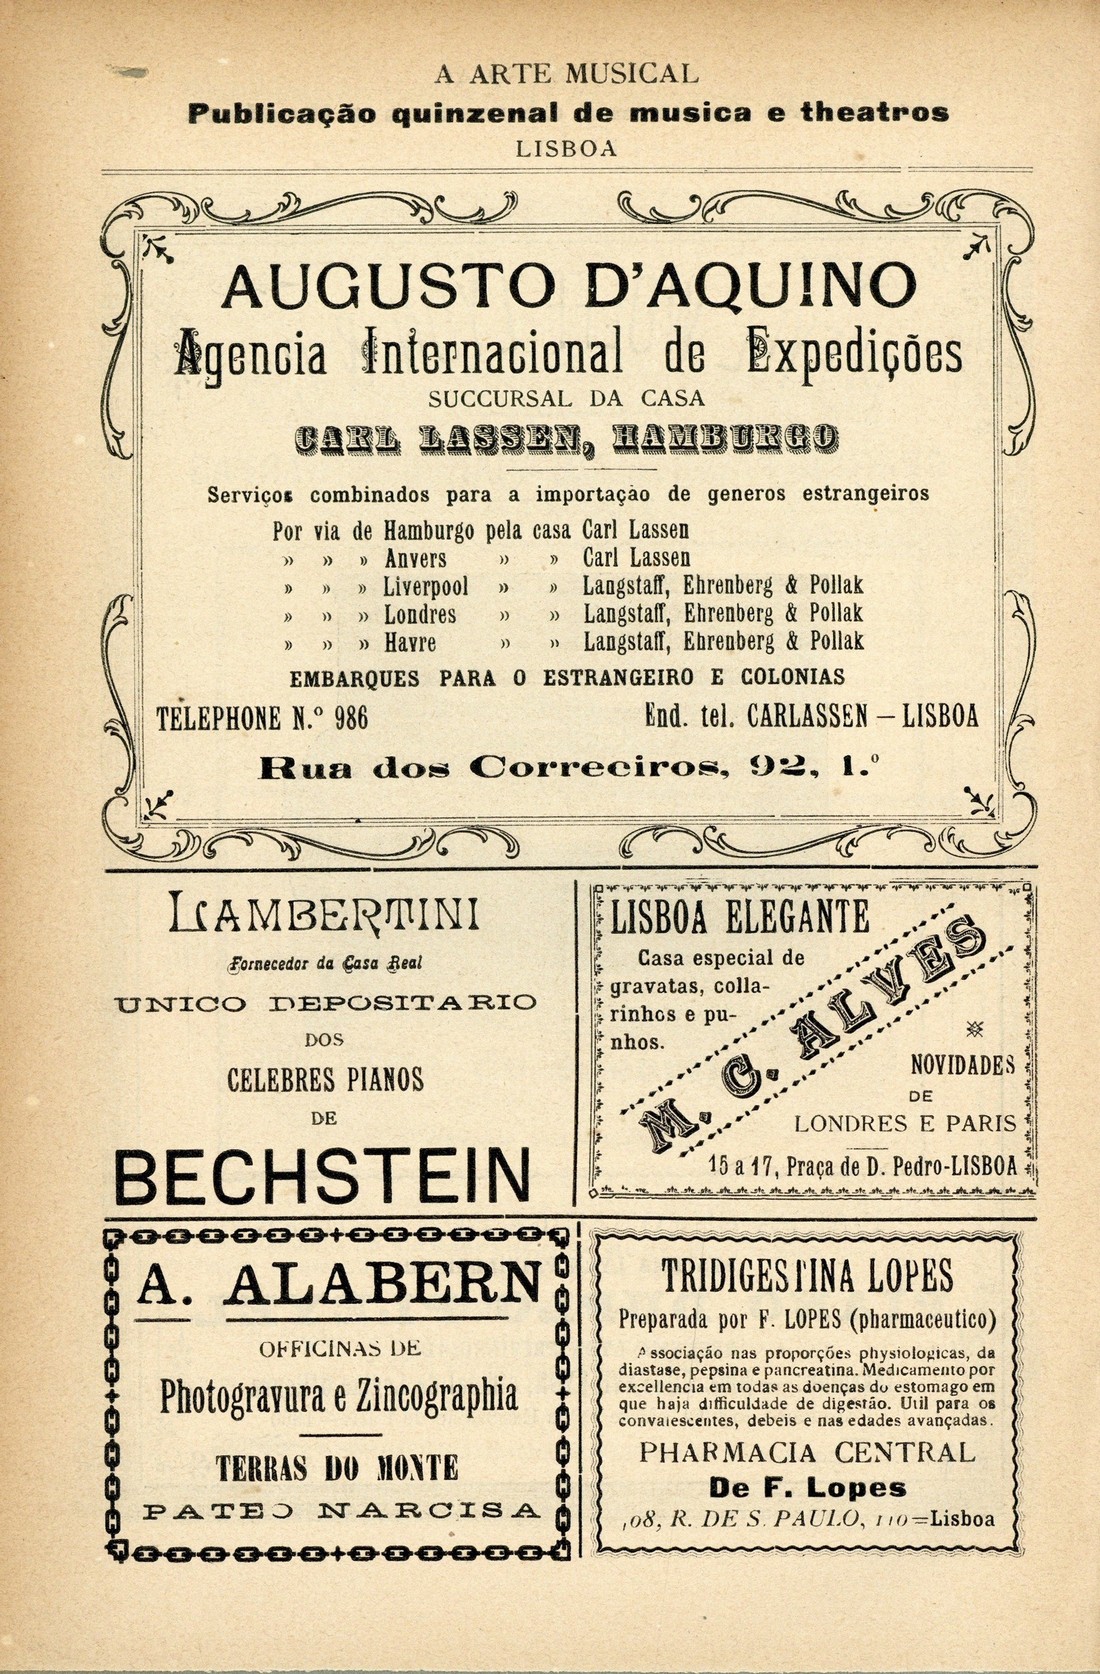 A ARTE MUSICAL
Publicação quinzenal de musica e theatros
LISBOA
AUGUSTO D'AQUINO
Agencia Internacional de Expedições
SUCCURSAL DA CASA
CARL LASSEN, HAMBURGO
Serviços combinados para a importação de generos estrangeiros
Por via de Hamburgo pela casa Carl Lassen
» » » Anvers » » Carl Lassen
» » » Liverpool » » Langstaff, Ehrenberg & Pollak
» » » Londres » » Langstaff, Ehrenberg & Pollak
» » » Havre » » Langstaff, Ehrenberg & Pollak
EMBARQUES PARA O ESTRANGEIRO E COLONIAS
TELEPHONE N.º 986 End. tel. CARLASSEN — LISBOA
Rua dos Correeiros, 92, 1.º
LAMBERTINI
Fornecedor da Casa Real
UNICO DEPOSITARIO
DOS
CELEBRES PIANOS
DE
BECHSTEIN
LISBOA ELEGANTE
Casa especial de
gravatas, colla-
rinhos e pu-
nhos.
M. C. ALVES
NOVIDADES
DE
LONDRES E PARIS
15 a 17, Praça de D. Pedro-LISBOA
A. ALABERN
OFFICINAS DE
Photogravura e Zincographia
TERRAS DO MONTE
PATEO NARCISA
TRIDIGESTINA LOPES
Preparada por F. LOPES (pharmaceutico)
Associação nas proporções physiologicas, da
diastase, pepsina e pancreatina. Medicamento por
excellencia em todas as doenças do estomago em
que haja difficuldade de digestão. Util para os
convalescentes, debeis e nas edades avançadas.
PHARMACIA CENTRAL
De F. Lopes
108, R. DE S. PAULO, 110=Lisboa